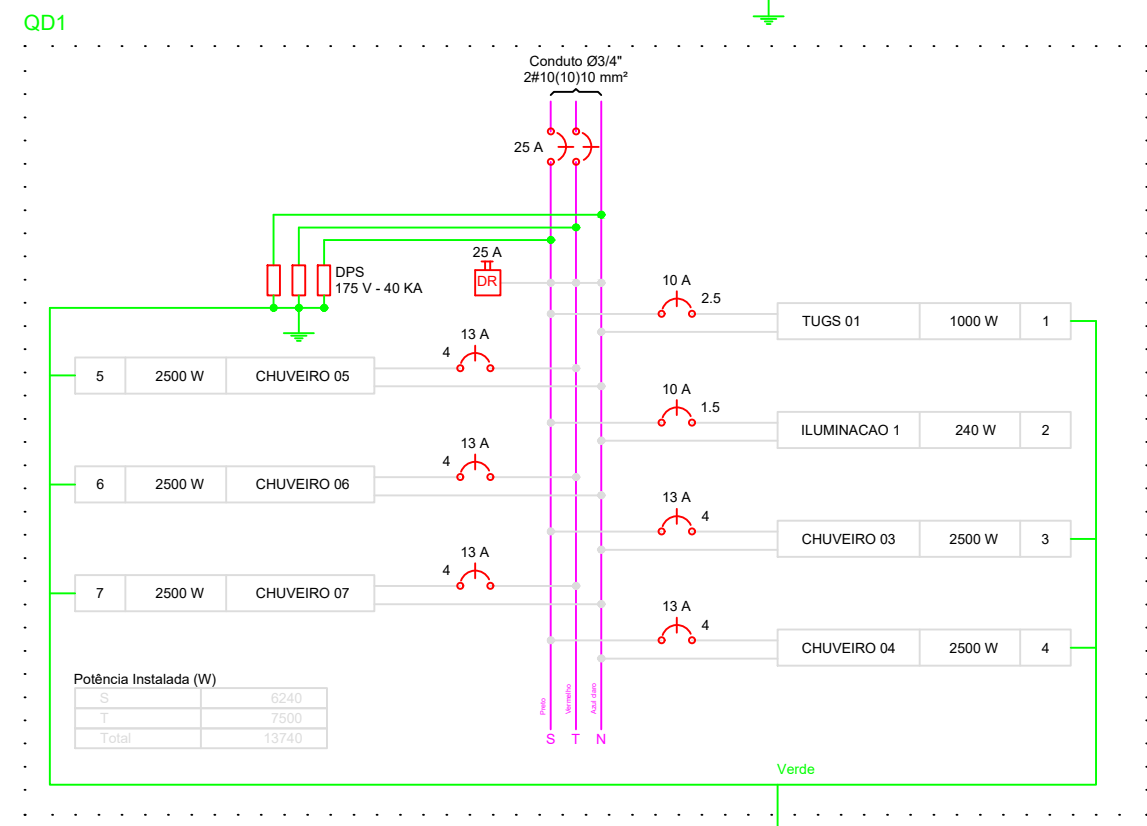 QD1
Conduto Ø3/4"
2#10(10)10 mm²
25 A
25 A
DR
DPS
175 V - 40 KA
10 A
2.5
TUGS 01 1000 W 1
13 A
4
5 2500 W CHUVEIRO 05
10 A
1.5
ILUMINACAO 1 240 W 2
13 A
4
6 2500 W CHUVEIRO 06
13 A
4
CHUVEIRO 03 2500 W 3
13 A
4
7 2500 W CHUVEIRO 07
13 A
4
CHUVEIRO 04 2500 W 4
Potência Instalada (W)
S 6240
T 7500
Total 13740
Preto
Vermelho
Azul claro
S T N
Verde